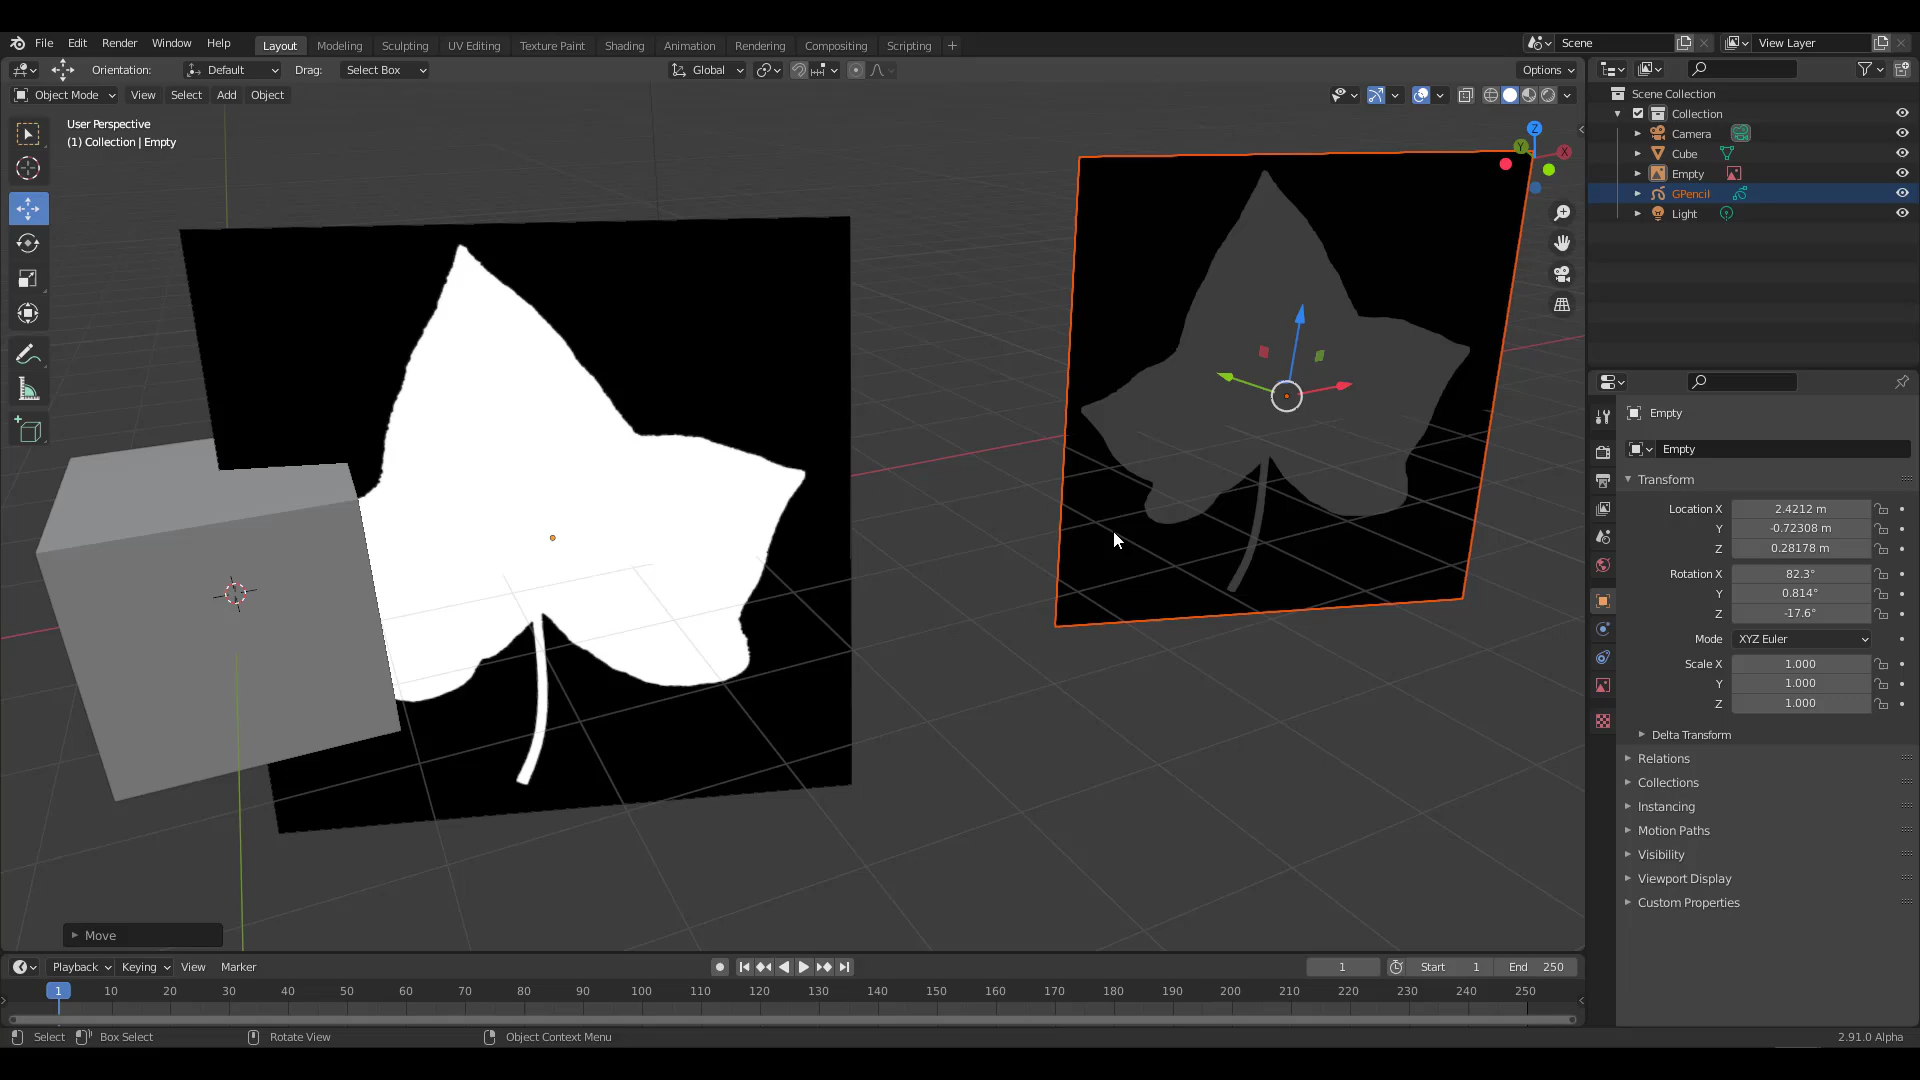 File Edit Render Window Help Layout Modeling Sculpting UV Editing Texture Paint Shading Animation Rendering Compositing Scripting + Scene View Layer
Orientation: Default Drag: Select Box Global Options
Object Mode View Select Add Object
User Perspective
(1) Collection | Empty
Z
Y
X
Scene Collection
Collection
Camera
Cube
Empty
GPencil
Light
Empty
Empty
Transform
Location X 2.4212 m
Y -0.72308 m
Z 0.28178 m
Rotation X 82.3°
Y 0.814°
Z -17.6°
Mode XYZ Euler
Scale X 1.000
Y 1.000
Z 1.000
Delta Transform
Relations
Collections
Instancing
Motion Paths
Visibility
Viewport Display
Custom Properties
Move
Playback Keying View Marker 1 Start 1 End 250
1 10 20 30 40 50 60 70 80 90 100 110 120 130 140 150 160 170 180 190 200 210 220 230 240 250
Select Box Select Rotate View Object Context Menu 2.91.0 Alpha